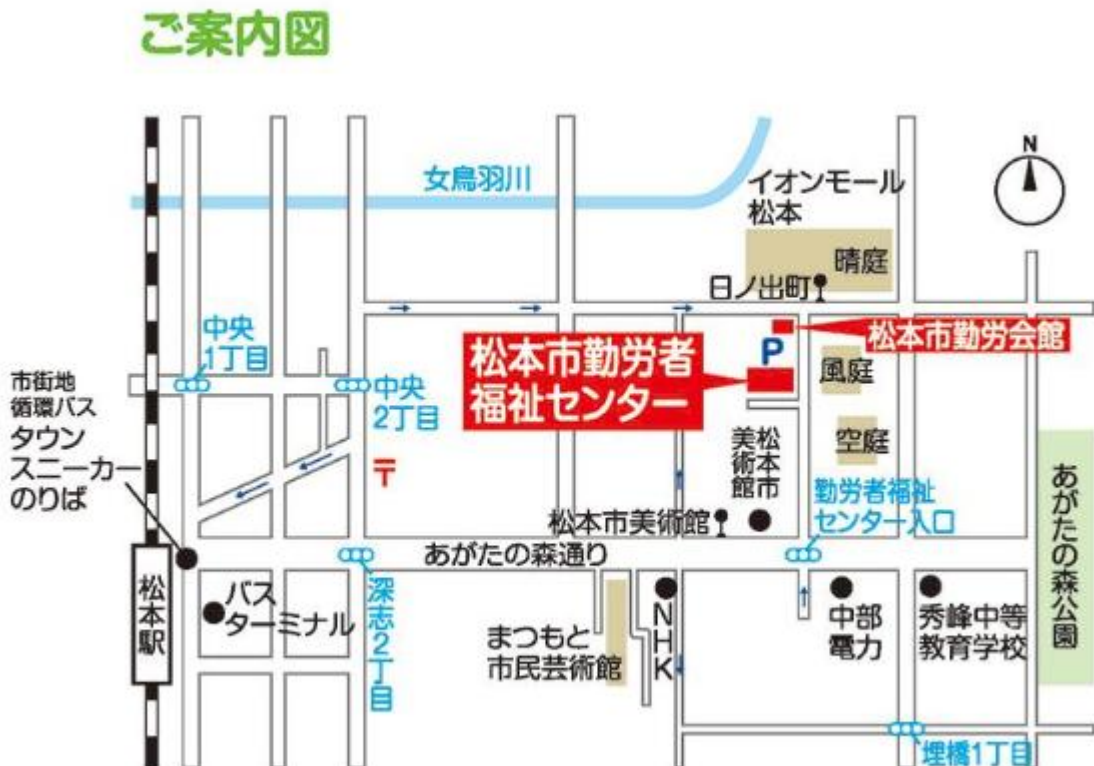 ご案内図
N
女鳥羽川
イオンモール
松本
晴庭
日ノ出町
中央
1丁目
松本市勤労会館
松本市勤労者
福祉センター
P
風庭
市街地
循環バス
タウン
スニーカー
のりば
中央
2丁目
〒
松本市
美術館
空庭
勤労者福祉
センター入口
松本市美術館
あがたの森通り
あがたの森公園
松本駅
バス
ターミナル
深志2丁目
まつもと
市民芸術館
NHK
中部
電力
秀峰中等
教育学校
埋橋1丁目